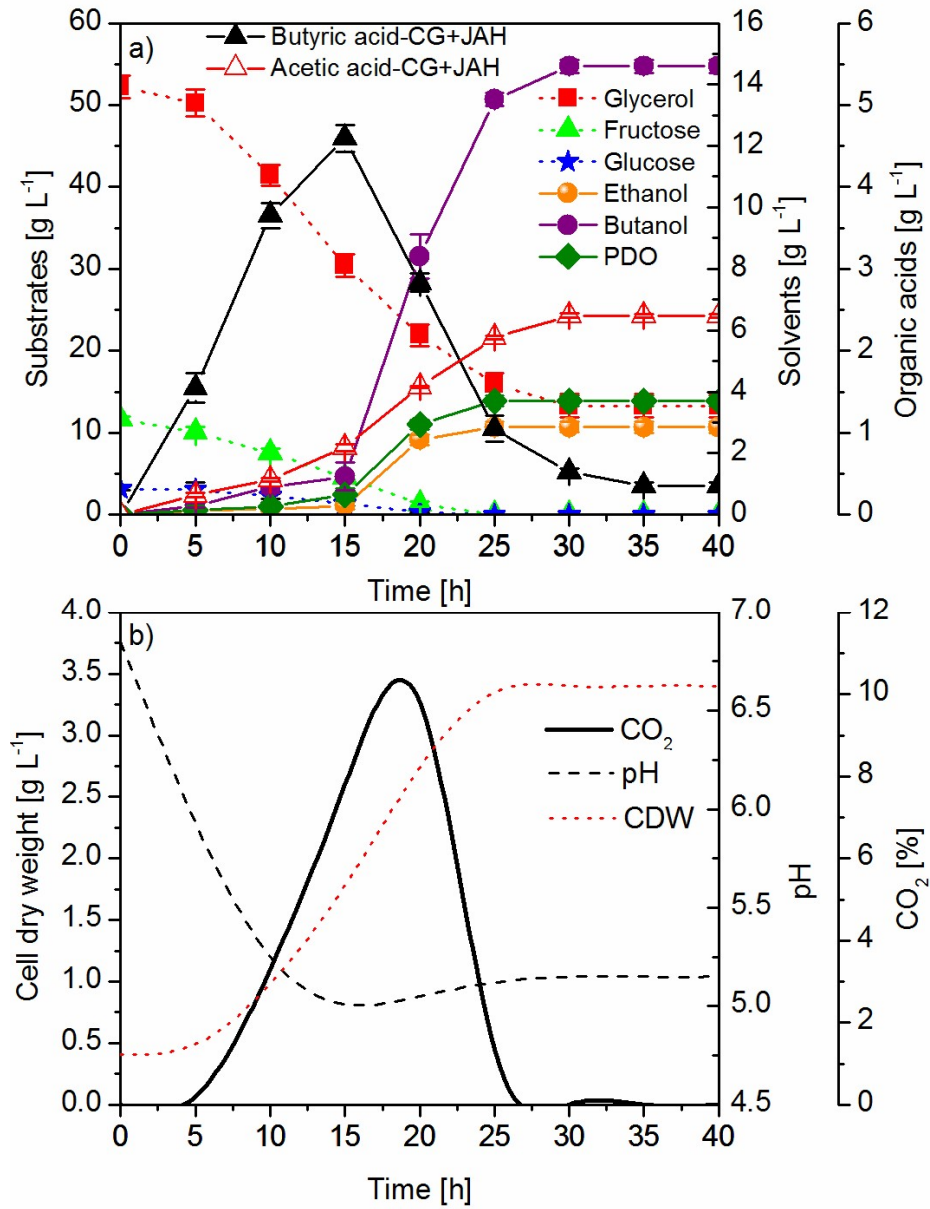 a)
Butyric acid-CG+JAH
Acetic acid-CG+JAH
Glycerol
Fructose
Glucose
Ethanol
Butanol
PDO
Substrates [g L⁻¹]
60
50
40
30
20
10
0
Solvents [g L⁻¹]
16
14
12
10
8
6
4
2
0
Organic acids [g L⁻¹]
6
5
4
3
2
1
0
0 5 10 15 20 25 30 35 40
Time [h]
b)
CO₂
pH
CDW
Cell dry weight [g L⁻¹]
4.0
3.5
3.0
2.5
2.0
1.5
1.0
0.5
0.0
pH
7.0
6.5
6.0
5.5
5.0
4.5
CO₂ [%]
12
10
8
6
4
2
0
0 5 10 15 20 25 30 35 40
Time [h]